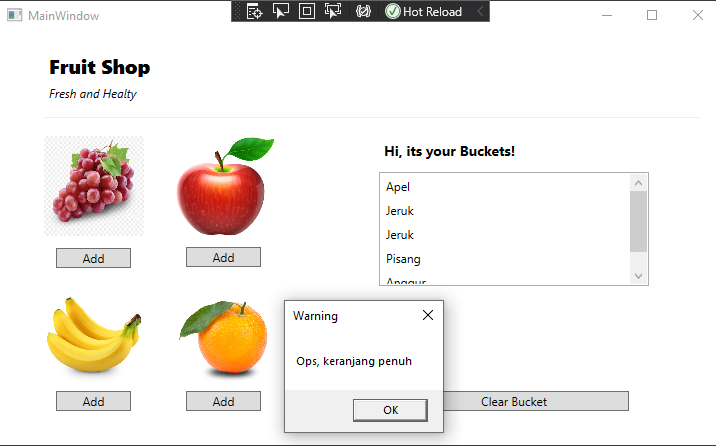 MainWindow
Hot Reload
Fruit Shop
Fresh and Healty
Hi, its your Buckets!
Apel
Jeruk
Jeruk
Pisang
Anggur
Add
Add
Warning
Ops, keranjang penuh
OK
Add
Add
Clear Bucket